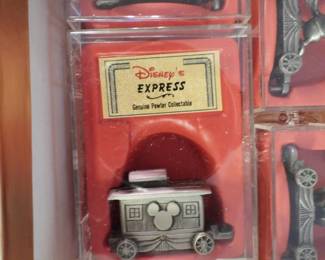 Disney's
EXPRESS
Genuine Pewter Collectable